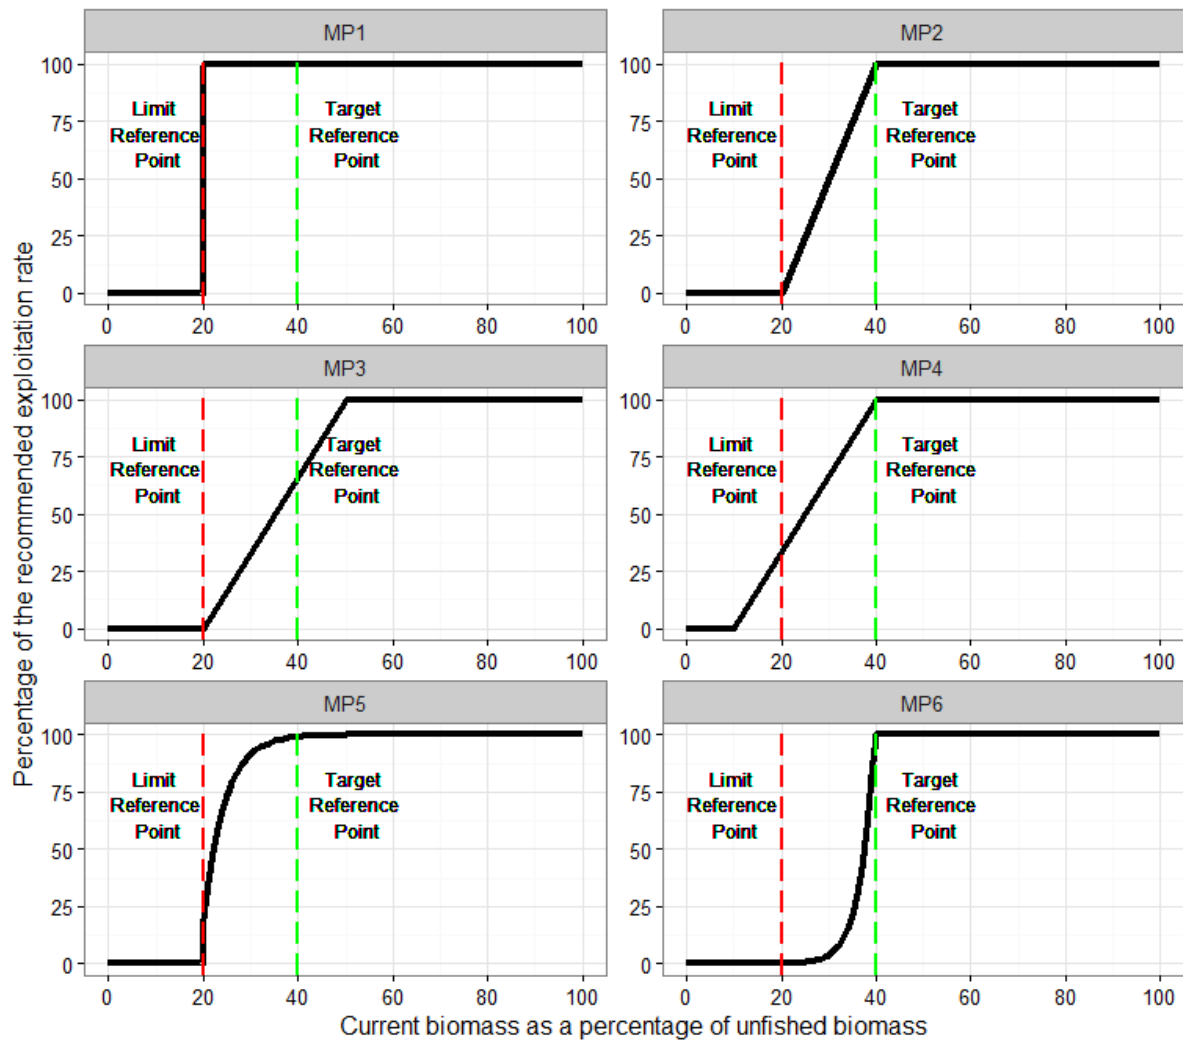 MP1
MP2
100
75
50
25
0
Limit
Reference
Point
Target
Reference
Point
0 20 40 60 80 100
100
75
50
25
0
Limit
Reference
Point
Target
Reference
Point
0 20 40 60 80 100
MP3
MP4
100
75
50
25
0
Limit
Reference
Point
Target
Reference
Point
0 20 40 60 80 100
100
75
50
25
0
Limit
Reference
Point
Target
Reference
Point
0 20 40 60 80 100
MP5
MP6
100
75
50
25
0
Limit
Reference
Point
Target
Reference
Point
0 20 40 60 80 100
100
75
50
25
0
Limit
Reference
Point
Target
Reference
Point
0 20 40 60 80 100
Percentage of the recommended exploitation rate
Current biomass as a percentage of unfished biomass